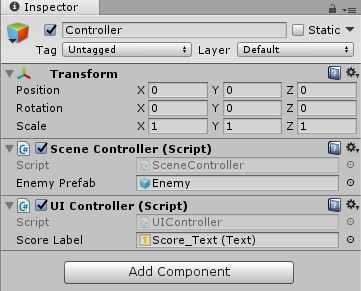 Inspector
Controller Static
Tag Untagged Layer Default
Transform
Position X 0 Y 0 Z 0
Rotation X 0 Y 0 Z 0
Scale X 1 Y 1 Z 1
Scene Controller (Script)
Script SceneController
Enemy Prefab Enemy
UI Controller (Script)
Script UIController
Score Label Score_Text (Text)
Add Component